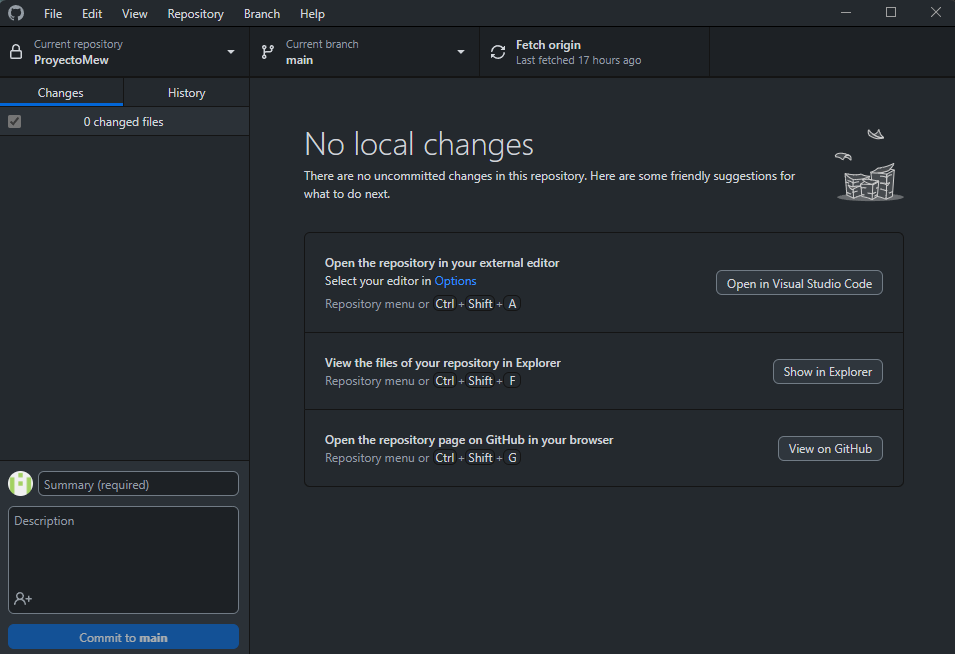 File Edit View Repository Branch Help
Current repository
ProyectoMew
Current branch
main
Fetch origin
Last fetched 17 hours ago
Changes
History
0 changed files
No local changes
There are no uncommitted changes in this repository. Here are some friendly suggestions for
what to do next.
Open the repository in your external editor
Select your editor in Options
Repository menu or Ctrl + Shift + A
Open in Visual Studio Code
View the files of your repository in Explorer
Repository menu or Ctrl + Shift + F
Show in Explorer
Open the repository page on GitHub in your browser
Repository menu or Ctrl + Shift + G
View on GitHub
Summary (required)
Description
Commit to main